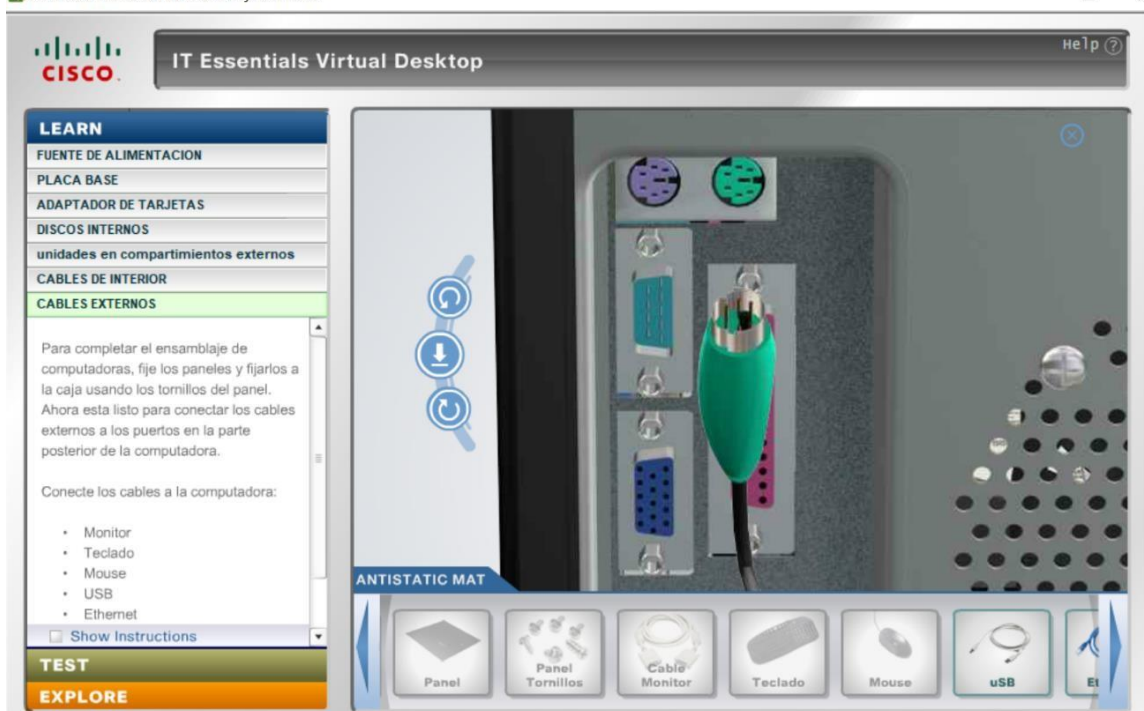 Help ?
CISCO.
IT Essentials Virtual Desktop
LEARN
FUENTE DE ALIMENTACION
PLACA BASE
ADAPTADOR DE TARJETAS
DISCOS INTERNOS
unidades en compartimientos externos
CABLES DE INTERIOR
CABLES EXTERNOS
Para completar el ensamblaje de
computadoras, fije los paneles y fijarlos a
la caja usando los tornillos del panel.
Ahora esta listo para conectar los cables
externos a los puertos en la parte
posterior de la computadora.
Conecte los cables a la computadora:
• Monitor
• Teclado
• Mouse
• USB
• Ethernet
Show Instructions
TEST
EXPLORE
ANTISTATIC MAT
Panel
Panel
Tornillos
Cable
Monitor
Teclado
Mouse
uSB